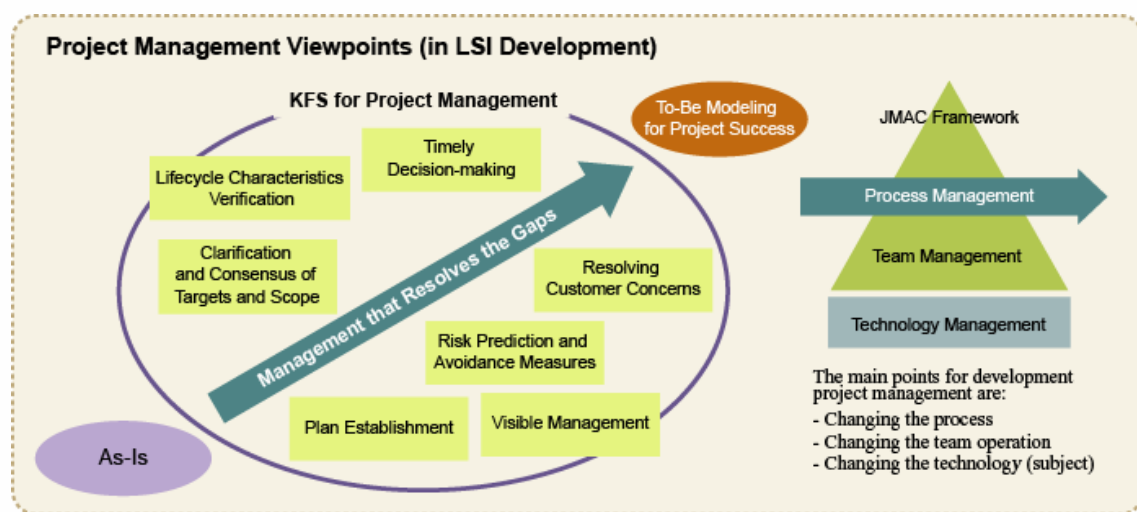 Project Management Viewpoints (in LSI Development)
KFS for Project Management
To-Be Modeling
for Project Success
Timely
Decision-making
Lifecycle Characteristics
Verification
Clarification
and Consensus of
Targets and Scope
Management that Resolves the Gaps
Resolving
Customer Concerns
Risk Prediction and
Avoidance Measures
Plan Establishment
Visible Management
As-Is
JMAC Framework
Process Management
Team Management
Technology Management
The main points for development
project management are:
- Changing the process
- Changing the team operation
- Changing the technology (subject)